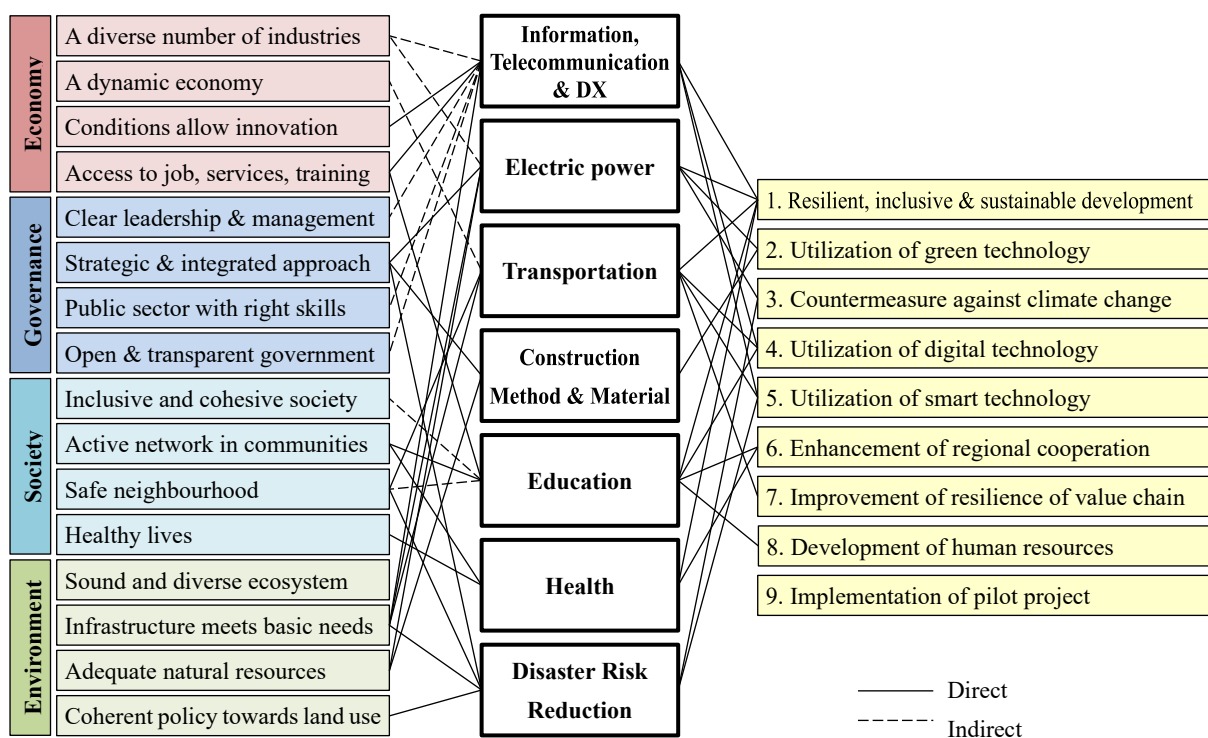 Economy
A diverse number of industries
A dynamic economy
Conditions allow innovation
Access to job, services, training
Governance
Clear leadership & management
Strategic & integrated approach
Public sector with right skills
Open & transparent government
Society
Inclusive and cohesive society
Active network in communities
Safe neighbourhood
Healthy lives
Environment
Sound and diverse ecosystem
Infrastructure meets basic needs
Adequate natural resources
Coherent policy towards land use
Information,
Telecommunication
& DX
Electric power
Transportation
Construction
Method & Material
Education
Health
Disaster Risk
Reduction
1. Resilient, inclusive & sustainable development
2. Utilization of green technology
3. Countermeasure against climate change
4. Utilization of digital technology
5. Utilization of smart technology
6. Enhancement of regional cooperation
7. Improvement of resilience of value chain
8. Development of human resources
9. Implementation of pilot project
Direct
Indirect